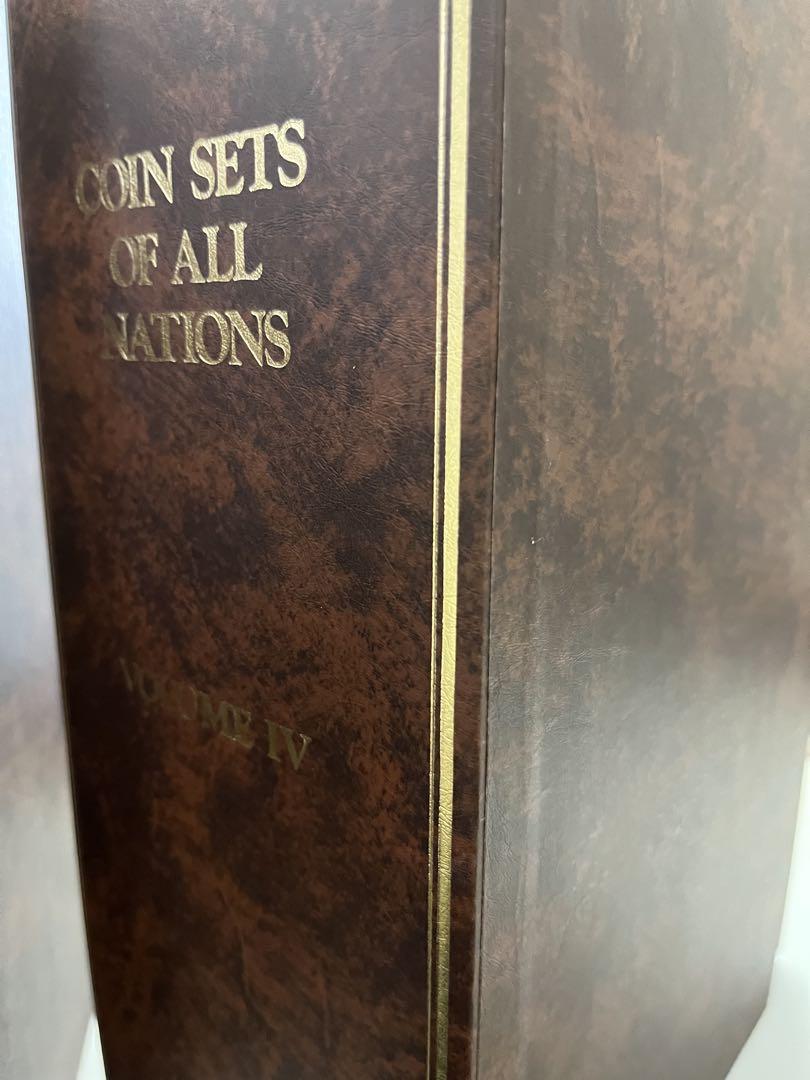 COIN SETS
OF ALL
NATIONS
VOLUME IV